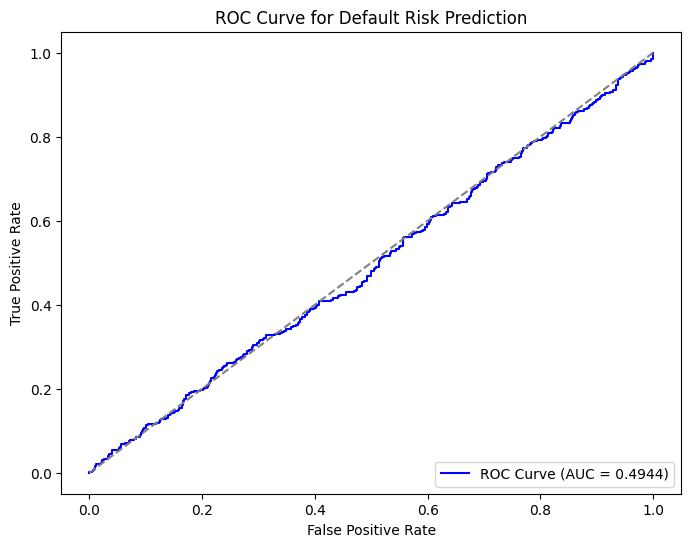 ROC Curve for Default Risk Prediction
1.0
0.8
0.6
0.4
0.2
0.0
True Positive Rate
ROC Curve (AUC = 0.4944)
0.0 0.2 0.4 0.6 0.8 1.0
False Positive Rate